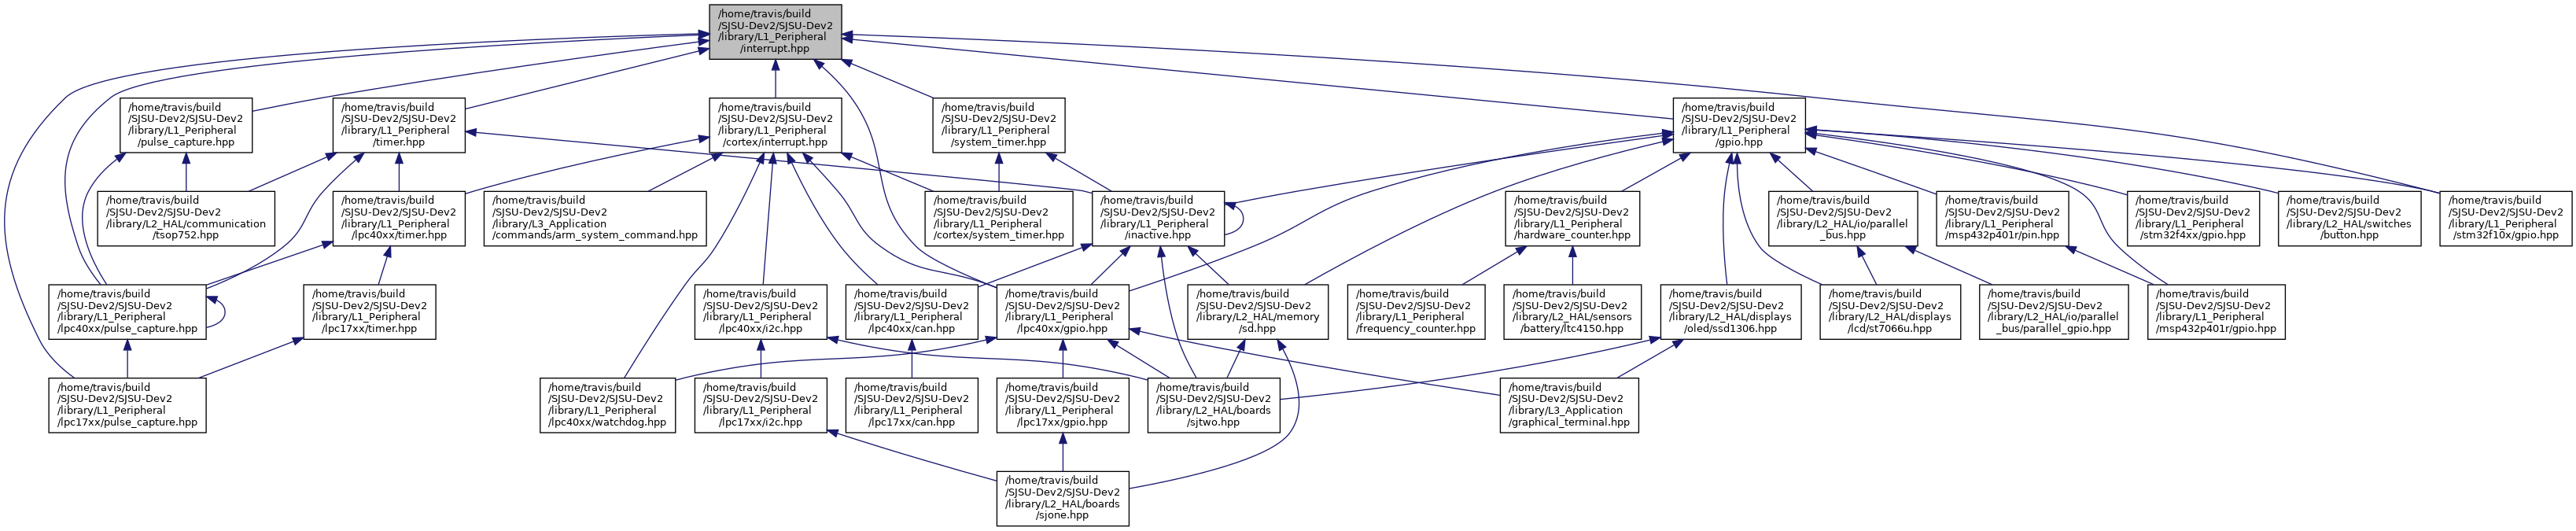 /home/travis/build
/SJSU-Dev2/SJSU-Dev2
/library/L1_Peripheral
/interrupt.hpp
/home/travis/build
/SJSU-Dev2/SJSU-Dev2
/library/L1_Peripheral
/pulse_capture.hpp
/home/travis/build
/SJSU-Dev2/SJSU-Dev2
/library/L1_Peripheral
/timer.hpp
/home/travis/build
/SJSU-Dev2/SJSU-Dev2
/library/L1_Peripheral
/cortex/interrupt.hpp
/home/travis/build
/SJSU-Dev2/SJSU-Dev2
/library/L1_Peripheral
/system_timer.hpp
/home/travis/build
/SJSU-Dev2/SJSU-Dev2
/library/L1_Peripheral
/gpio.hpp
/home/travis/build
/SJSU-Dev2/SJSU-Dev2
/library/L2_HAL/communication
/tsop752.hpp
/home/travis/build
/SJSU-Dev2/SJSU-Dev2
/library/L1_Peripheral
/lpc40xx/timer.hpp
/home/travis/build
/SJSU-Dev2/SJSU-Dev2
/library/L3_Application
/commands/arm_system_command.hpp
/home/travis/build
/SJSU-Dev2/SJSU-Dev2
/library/L1_Peripheral
/cortex/system_timer.hpp
/home/travis/build
/SJSU-Dev2/SJSU-Dev2
/library/L1_Peripheral
/inactive.hpp
/home/travis/build
/SJSU-Dev2/SJSU-Dev2
/library/L1_Peripheral
/hardware_counter.hpp
/home/travis/build
/SJSU-Dev2/SJSU-Dev2
/library/L2_HAL/io/parallel
_bus.hpp
/home/travis/build
/SJSU-Dev2/SJSU-Dev2
/library/L1_Peripheral
/msp432p401r/pin.hpp
/home/travis/build
/SJSU-Dev2/SJSU-Dev2
/library/L1_Peripheral
/stm32f4xx/gpio.hpp
/home/travis/build
/SJSU-Dev2/SJSU-Dev2
/library/L2_HAL/switches
/button.hpp
/home/travis/build
/SJSU-Dev2/SJSU-Dev2
/library/L1_Peripheral
/stm32f10x/gpio.hpp
/home/travis/build
/SJSU-Dev2/SJSU-Dev2
/library/L1_Peripheral
/lpc40xx/pulse_capture.hpp
/home/travis/build
/SJSU-Dev2/SJSU-Dev2
/library/L1_Peripheral
/lpc17xx/timer.hpp
/home/travis/build
/SJSU-Dev2/SJSU-Dev2
/library/L1_Peripheral
/lpc40xx/i2c.hpp
/home/travis/build
/SJSU-Dev2/SJSU-Dev2
/library/L1_Peripheral
/lpc40xx/can.hpp
/home/travis/build
/SJSU-Dev2/SJSU-Dev2
/library/L1_Peripheral
/lpc40xx/gpio.hpp
/home/travis/build
/SJSU-Dev2/SJSU-Dev2
/library/L2_HAL/memory
/sd.hpp
/home/travis/build
/SJSU-Dev2/SJSU-Dev2
/library/L1_Peripheral
/frequency_counter.hpp
/home/travis/build
/SJSU-Dev2/SJSU-Dev2
/library/L2_HAL/sensors
/battery/ltc4150.hpp
/home/travis/build
/SJSU-Dev2/SJSU-Dev2
/library/L2_HAL/displays
/oled/ssd1306.hpp
/home/travis/build
/SJSU-Dev2/SJSU-Dev2
/library/L2_HAL/displays
/lcd/st7066u.hpp
/home/travis/build
/SJSU-Dev2/SJSU-Dev2
/library/L2_HAL/io/parallel
_bus/parallel_gpio.hpp
/home/travis/build
/SJSU-Dev2/SJSU-Dev2
/library/L1_Peripheral
/msp432p401r/gpio.hpp
/home/travis/build
/SJSU-Dev2/SJSU-Dev2
/library/L1_Peripheral
/lpc17xx/pulse_capture.hpp
/home/travis/build
/SJSU-Dev2/SJSU-Dev2
/library/L1_Peripheral
/lpc40xx/watchdog.hpp
/home/travis/build
/SJSU-Dev2/SJSU-Dev2
/library/L1_Peripheral
/lpc17xx/i2c.hpp
/home/travis/build
/SJSU-Dev2/SJSU-Dev2
/library/L1_Peripheral
/lpc17xx/can.hpp
/home/travis/build
/SJSU-Dev2/SJSU-Dev2
/library/L1_Peripheral
/lpc17xx/gpio.hpp
/home/travis/build
/SJSU-Dev2/SJSU-Dev2
/library/L2_HAL/boards
/sjtwo.hpp
/home/travis/build
/SJSU-Dev2/SJSU-Dev2
/library/L3_Application
/graphical_terminal.hpp
/home/travis/build
/SJSU-Dev2/SJSU-Dev2
/library/L2_HAL/boards
/sjone.hpp